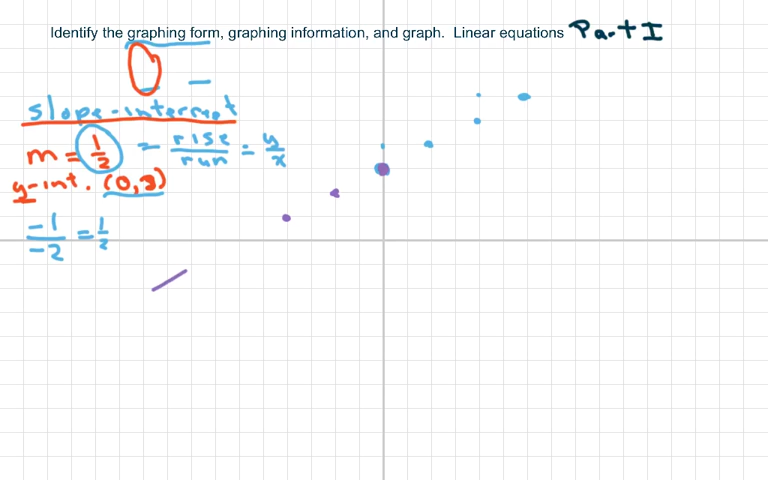 Identify the graphing form, graphing information, and graph. Linear equations Part I
slope-intercept
m = 1/2 = rise/run = y/x
y-int. (0,3)
-1/-2 = 1/2